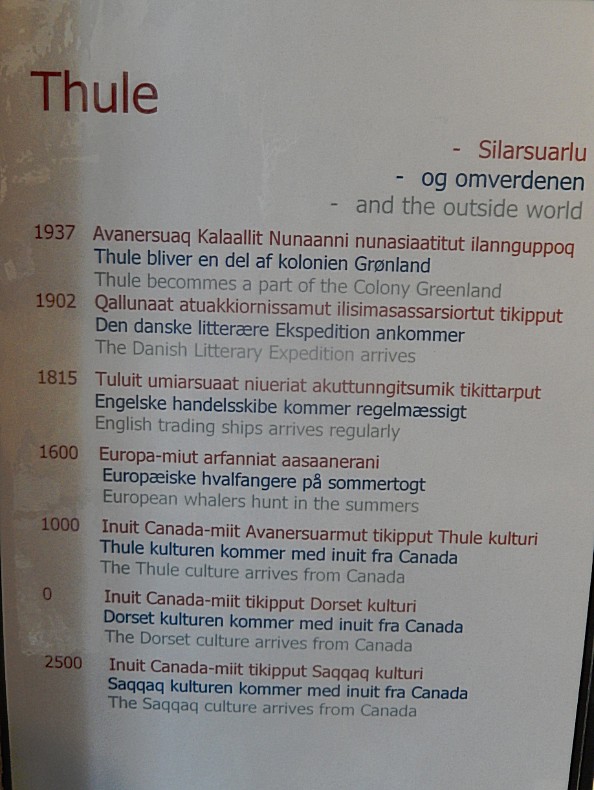 Thule
- Silarsuarlu
- og omverdenen
- and the outside world
1937 Avanersuaq Kalaallit Nunaanni nunasiaatitut ilannguppoq
Thule bliver en del af kolonien Grønland
Thule becommes a part of the Colony Greenland
1902 Qallunaat atuakkiornissamut ilisimasassarsiortut tikipput
Den danske litterære Ekspedition ankommer
The Danish Litterary Expedition arrives
1815 Tuluit umiarsuaat niueriat akuttunngitsumik tikittarput
Engelske handelsskibe kommer regelmæssigt
English trading ships arrives regularly
1600 Europa-miut arfanniat aasaanerani
Europæiske hvalfangere på sommertogt
European whalers hunt in the summers
1000 Inuit Canada-miit Avanersuarmut tikipput Thule kulturi
Thule kulturen kommer med inuit fra Canada
The Thule culture arrives from Canada
0 Inuit Canada-miit tikipput Dorset kulturi
Dorset kulturen kommer med inuit fra Canada
The Dorset culture arrives from Canada
2500 Inuit Canada-miit tikipput Saqqaq kulturi
Saqqaq kulturen kommer med inuit fra Canada
The Saqqaq culture arrives from Canada